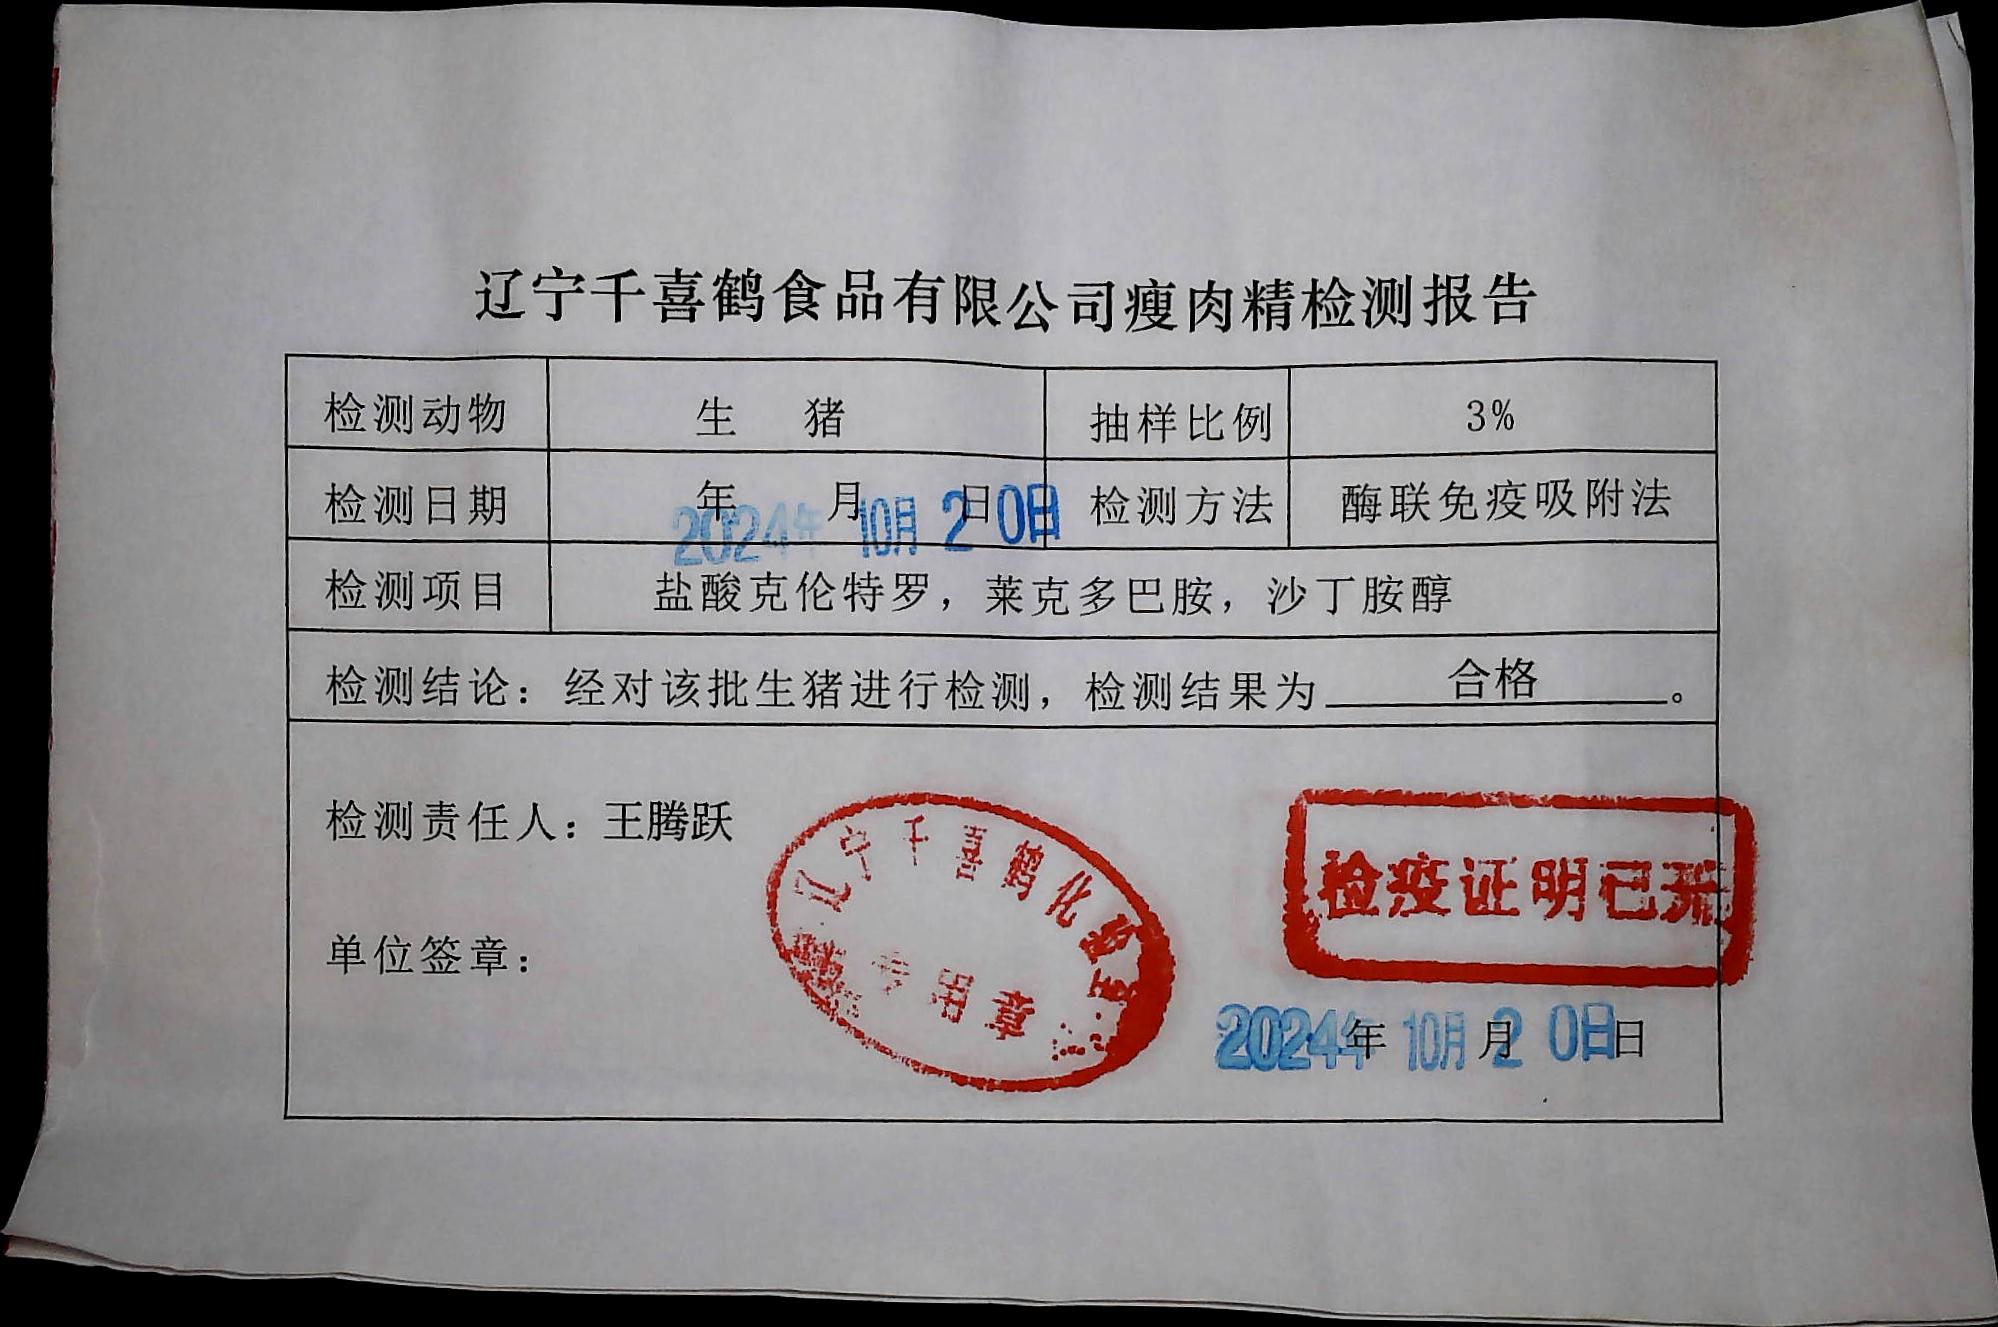 辽宁千喜鹤食品有限公司瘦肉精检测报告
检测动物 生 猪 抽样比例 3%
检测日期 年 月 日 检测方法 酶联免疫吸附法
2024年 10月 20日
检测项目 盐酸克伦特罗，莱克多巴胺，沙丁胺醇
检测结论：经对该批生猪进行检测，检测结果为 合格 。
检测责任人：王腾跃
辽宁千喜鹤化验室
专用章
检疫证明已开
单位签章：
2024年 10月 20日
年 月 日